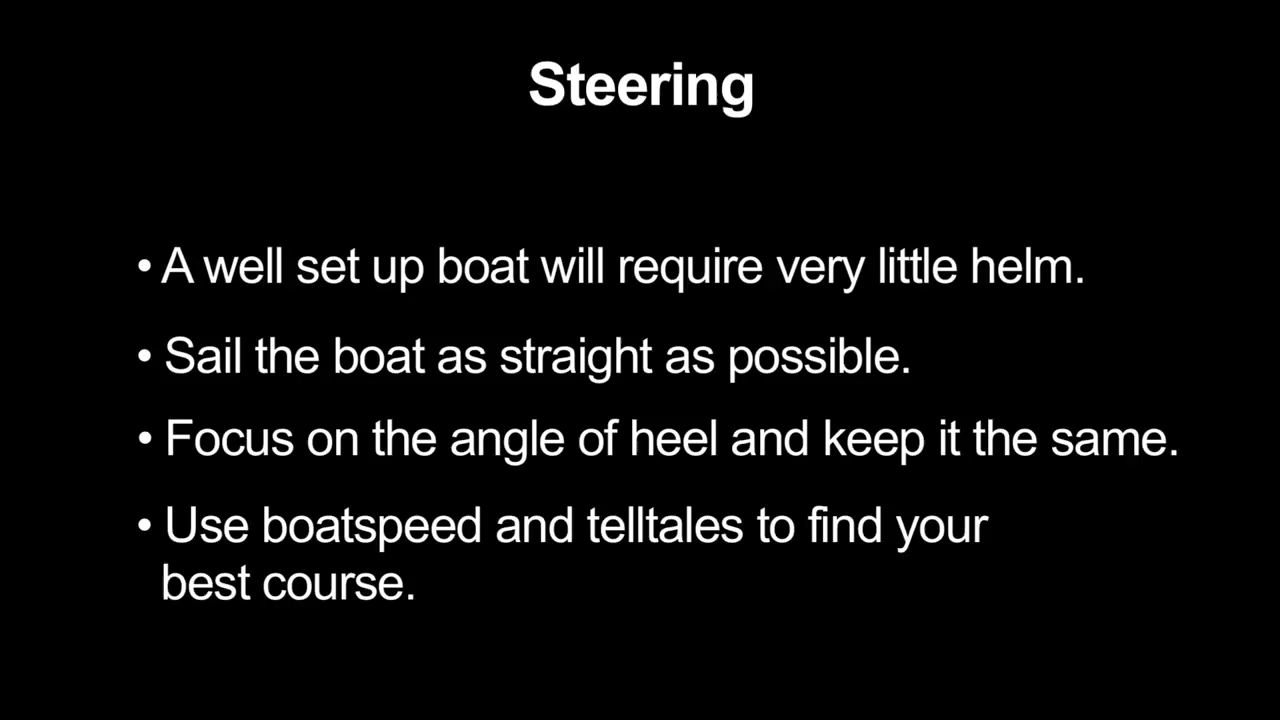 Steering
• A well set up boat will require very little helm.
• Sail the boat as straight as possible.
• Focus on the angle of heel and keep it the same.
• Use boatspeed and telltales to find your
best course.